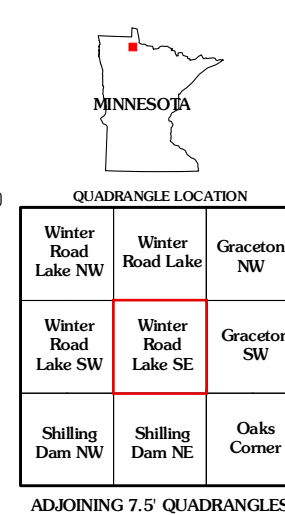 MINNESOTA
QUADRANGLE LOCATION
Winter
Road
Lake NW
Winter
Road Lake
Graceton
NW
Winter
Road
Lake SW
Winter
Road
Lake SE
Graceton
SW
Shilling
Dam NW
Shilling
Dam NE
Oaks
Corner
ADJOINING 7.5' QUADRANGLES